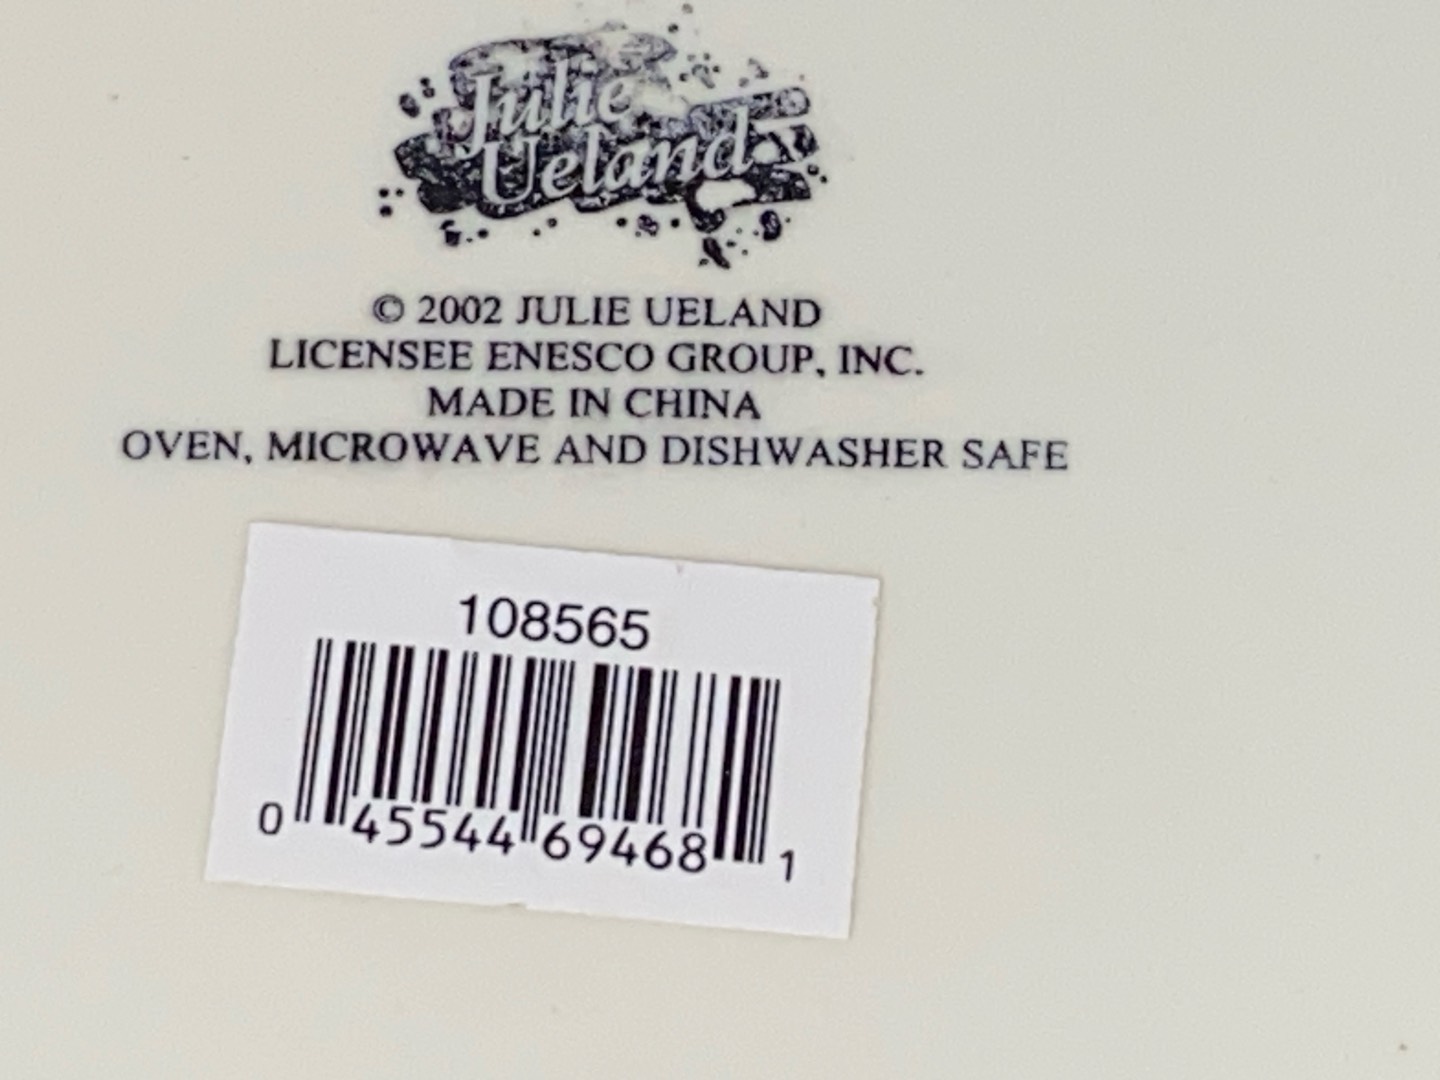 Julie
Ueland
© 2002 JULIE UELAND
LICENSEE ENESCO GROUP, INC.
MADE IN CHINA
OVEN, MICROWAVE AND DISHWASHER SAFE
108565
0 45544 69468 1